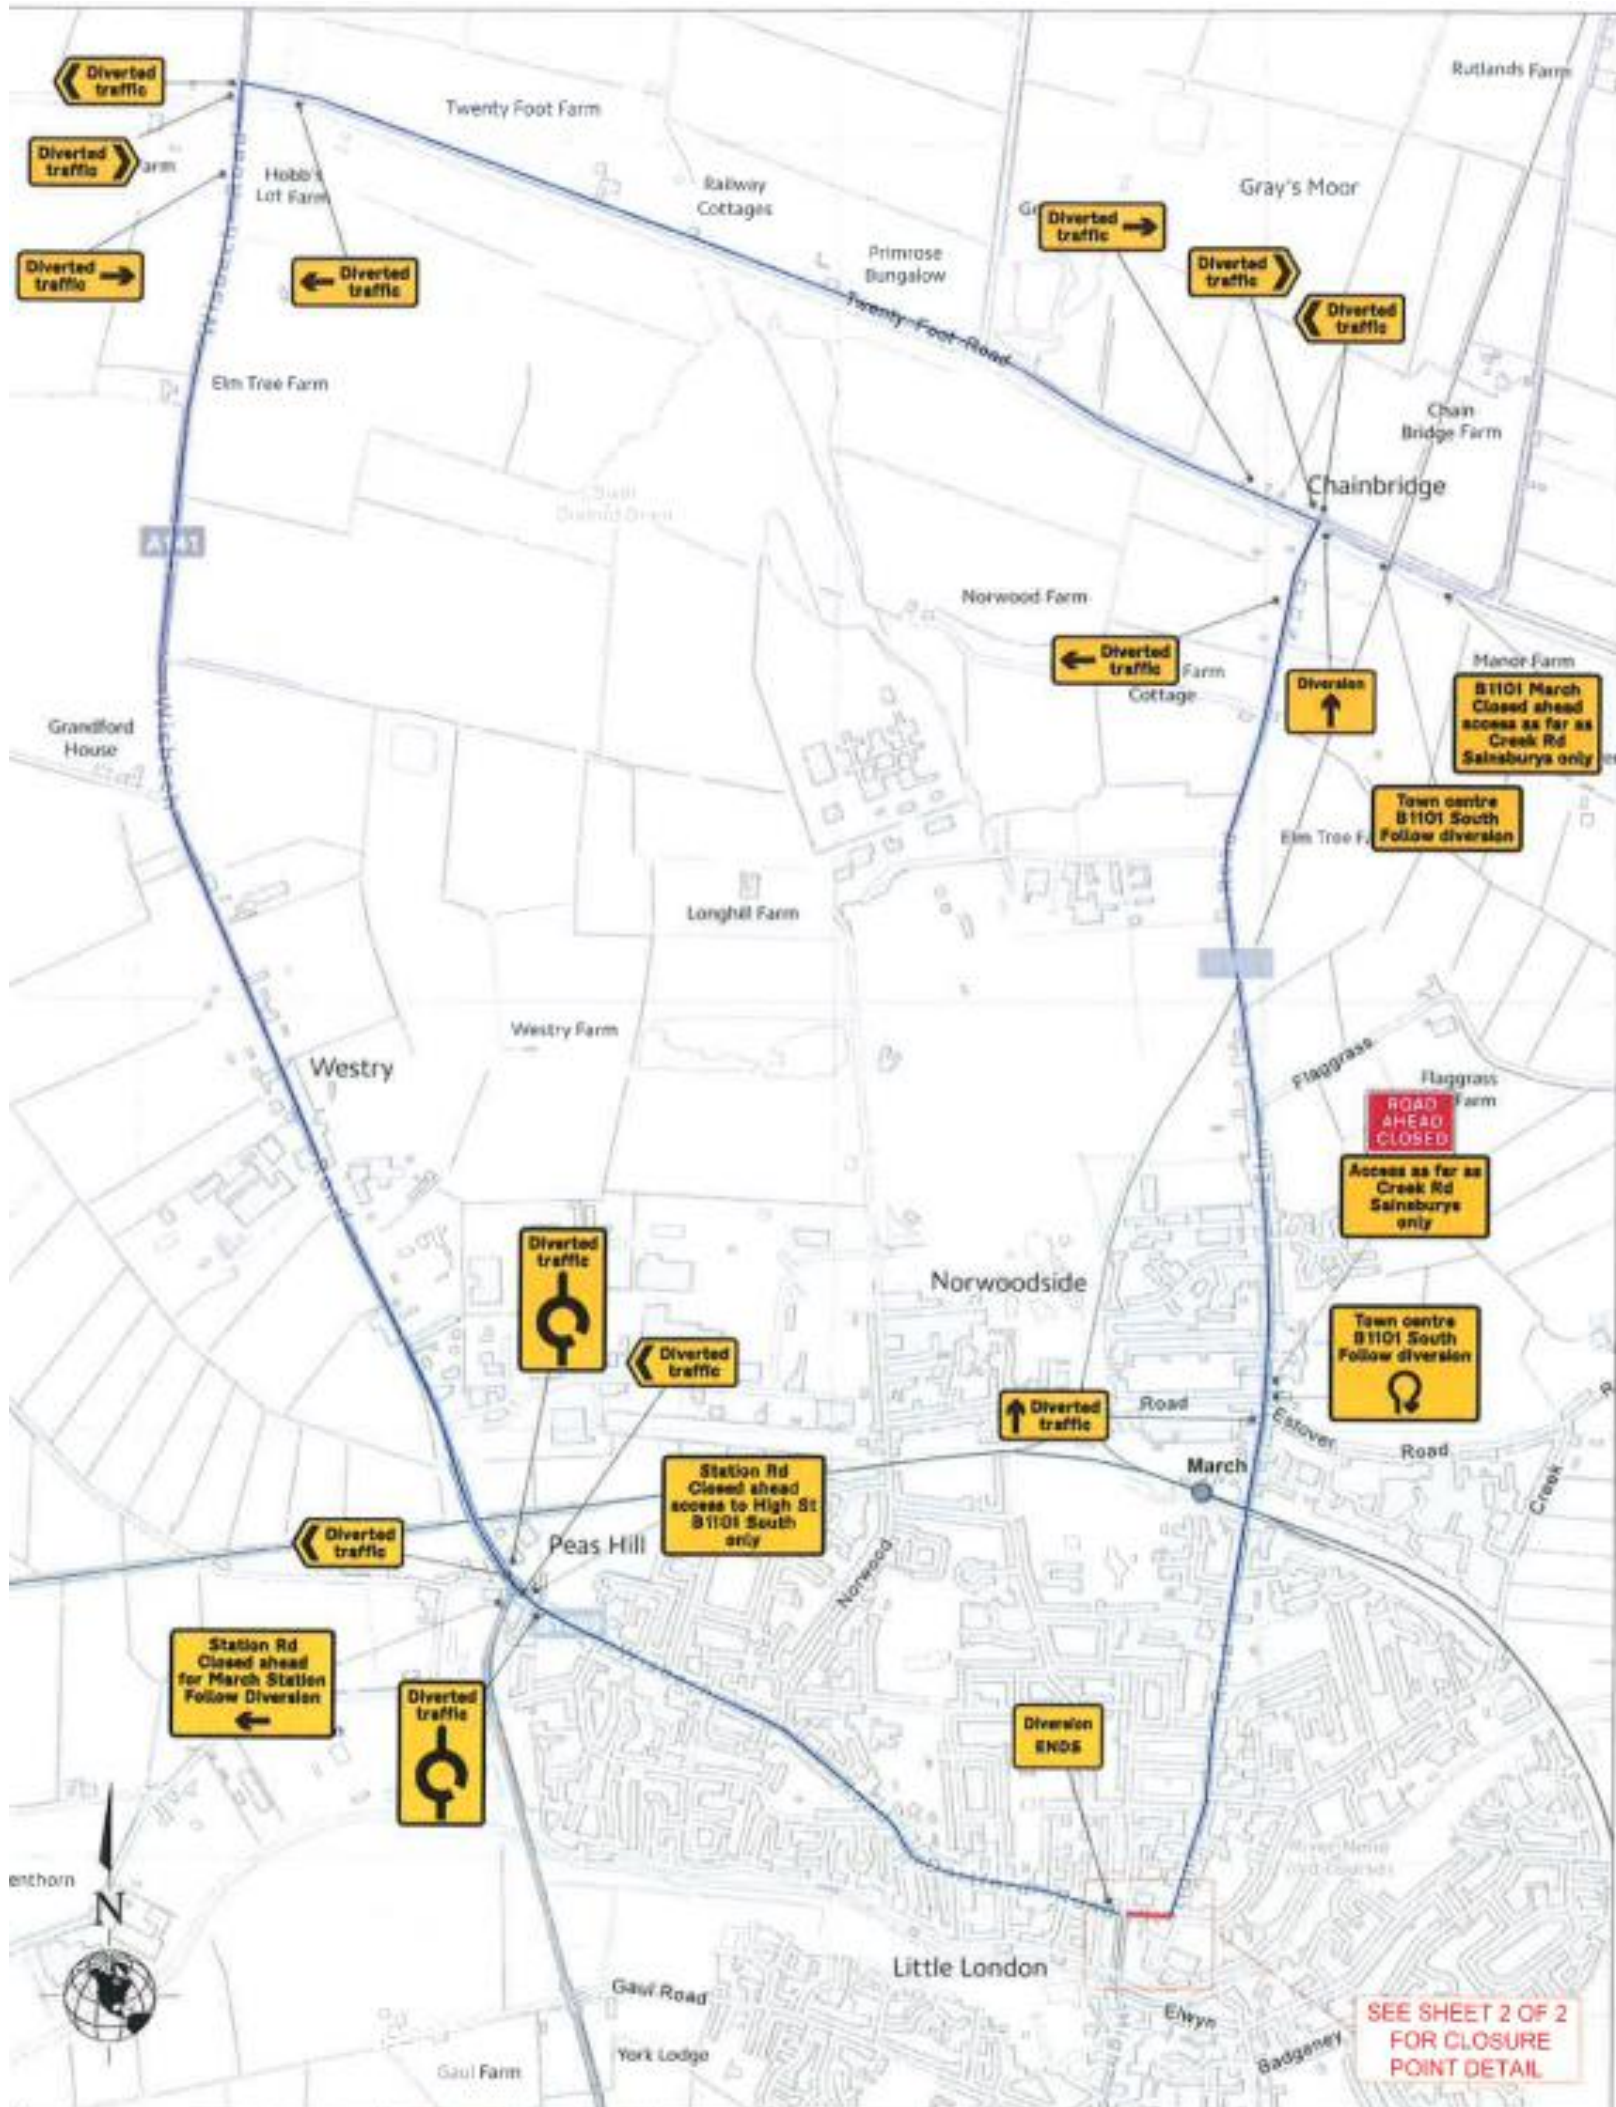 Rutlands Farm
Diverted
traffic
Twenty Foot Farm
Diverted
traffic
arm
Hobb's
Lot Farm
Railway
Cottages
Gray's Moor
Diverted
traffic
Diverted
traffic
Diverted
traffic
Diverted
traffic
Primrose
Bungalow
Diverted
traffic
Twenty Foot Road
Elm Tree Farm
Chain
Bridge Farm
Chainbridge
A141
Norwood Farm
Diverted
traffic
Farm
Cottage
Diversion
Manor Farm
B1101 March
Closed ahead
access as far as
Creek Rd
Sainsburys only
Grandford
House
Wisbech
Town centre
B1101 South
Follow diversion
Elm Tree Fa
Longhill Farm
Westry Farm
Westry
Flaggrass
Flaggrass
Farm
ROAD
AHEAD
CLOSED
Access as far as
Creek Rd
Sainsburys
only
Diverted
traffic
Norwoodside
Town centre
B1101 South
Follow diversion
Diverted
traffic
Diverted
traffic
Road
Estover
Road
Creek
March
Station Rd
Closed ahead
access to High St
B1101 South
only
Diverted
traffic
Peas Hill
Norwood
Station Rd
Closed ahead
for March Station
Follow Diversion
Diverted
traffic
Diversion
ENDS
enthorn
N
Little London
Gaul Road
Elwyn
York Lodge
Badganey
Gaul Farm
SEE SHEET 2 OF 2
FOR CLOSURE
POINT DETAIL